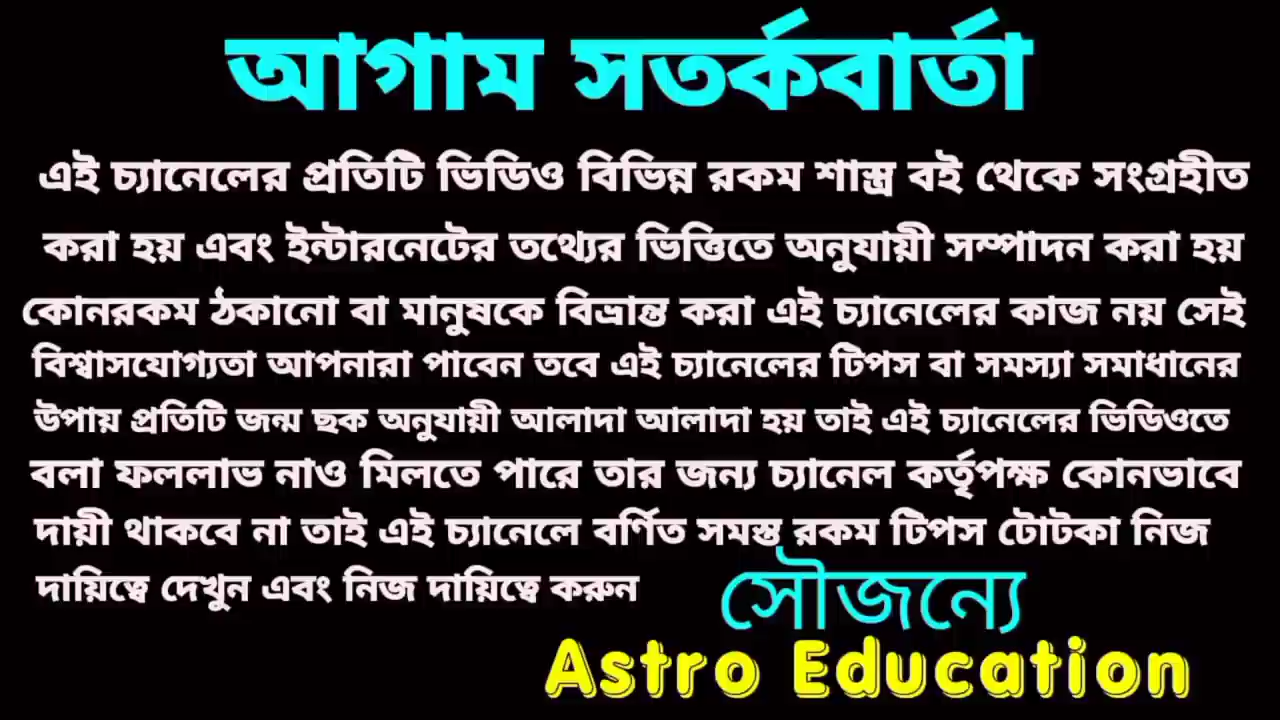 আগাম সতর্কবার্তা
এই চ্যানেলের প্রতিটি ভিডিও বিভিন্ন রকম শাস্ত্র বই থেকে সংগ্রহীত
করা হয় এবং ইন্টারনেটের তথ্যের ভিত্তিতে অনুযায়ী সম্পাদন করা হয়
কোনরকম ঠকানো বা মানুষকে বিভ্রান্ত করা এই চ্যানেলের কাজ নয় সেই
বিশ্বাসযোগ্যতা আপনারা পাবেন তবে এই চ্যানেলের টিপস বা সমস্যা সমাধানের
উপায় প্রতিটি জন্ম ছক অনুযায়ী আলাদা আলাদা হয় তাই এই চ্যানেলের ভিডিওতে
বলা ফললাভ নাও মিলতে পারে তার জন্য চ্যানেল কর্তৃপক্ষ কোনভাবে
দায়ী থাকবে না তাই এই চ্যানেলে বর্ণিত সমস্ত রকম টিপস টোটকা নিজ
দায়িত্বে দেখুন এবং নিজ দায়িত্বে করুন
সৌজন্যে
Astro Education